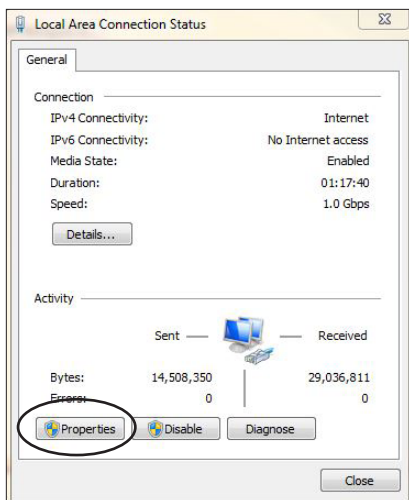 Local Area Connection Status
General
Connection
IPv4 Connectivity: Internet
IPv6 Connectivity: No Internet access
Media State: Enabled
Duration: 01:17:40
Speed: 1.0 Gbps
Details...
Activity
Sent — Received
Bytes: 14,508,350 29,036,811
Errors: 0 0
Properties Disable Diagnose
Close